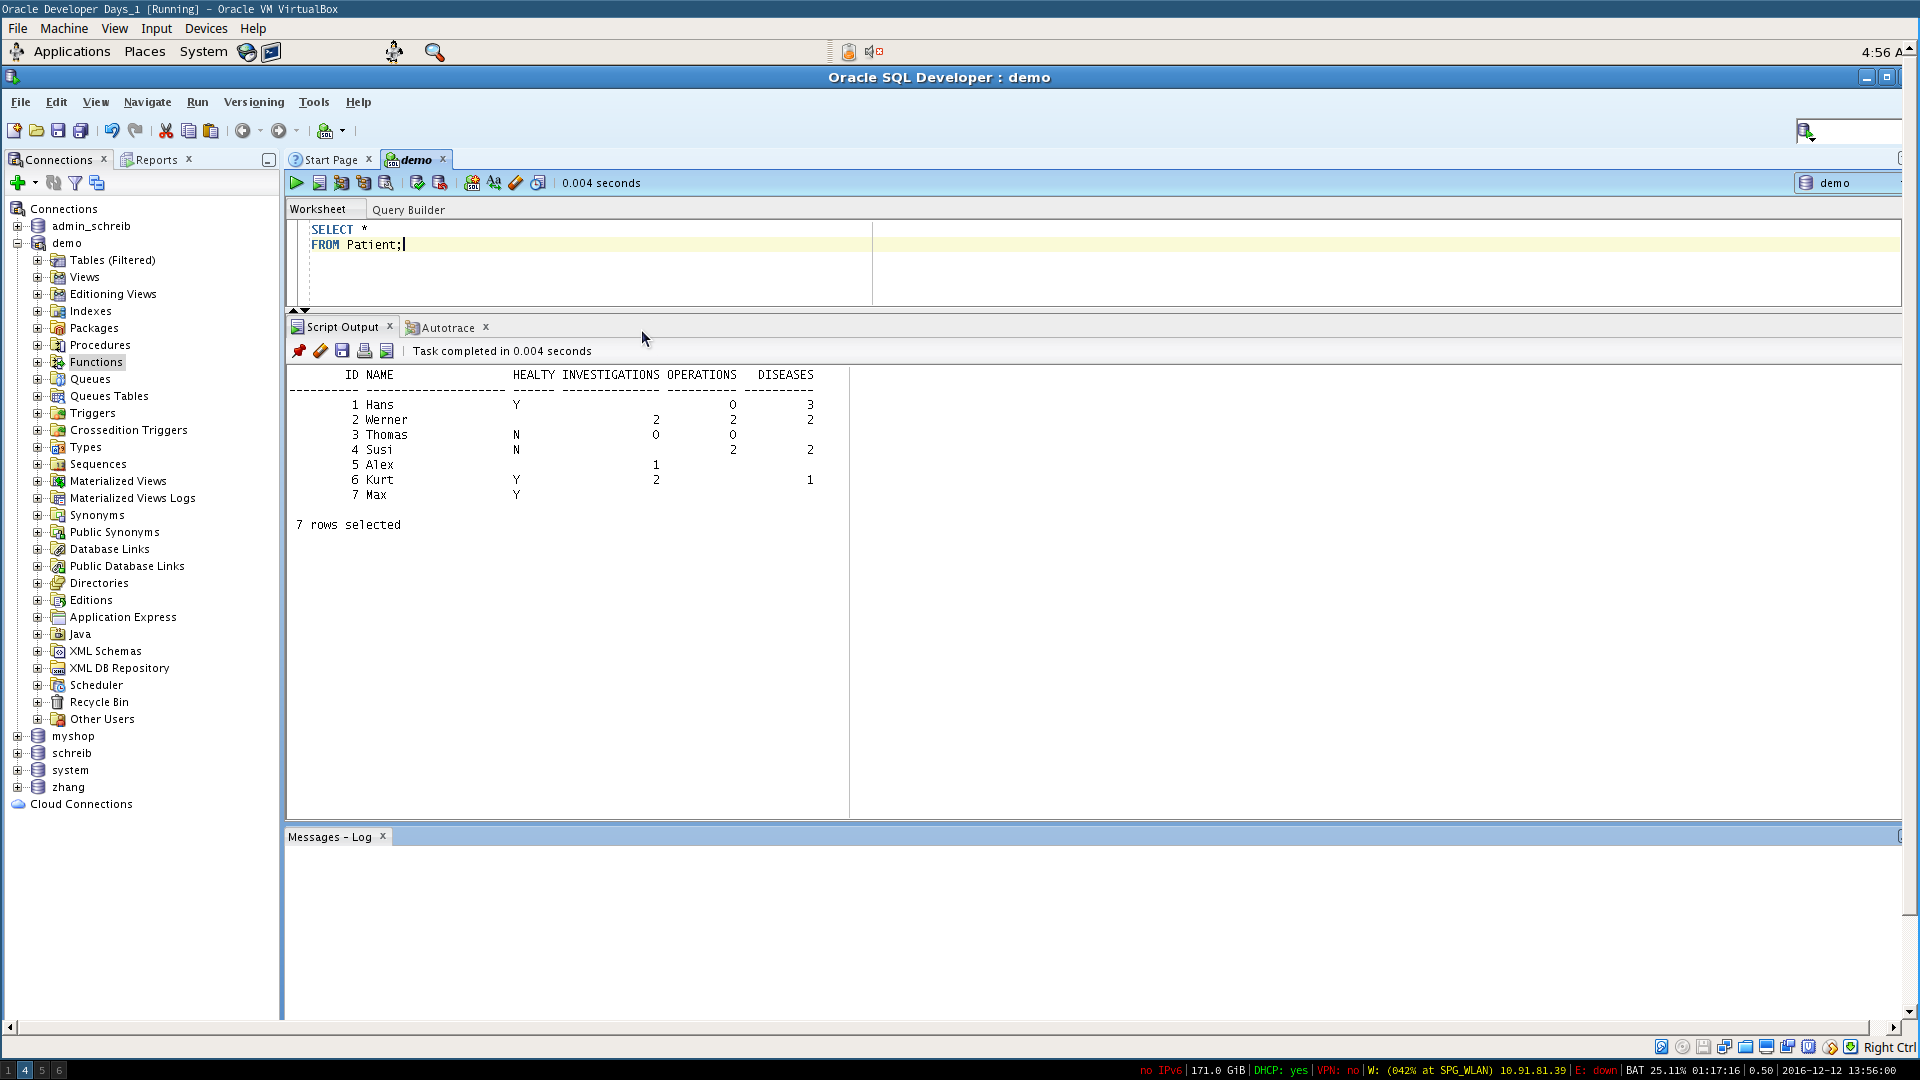 Oracle Developer Days_1 [Running] - Oracle VM VirtualBox
File Machine View Input Devices Help
Applications Places System
4:56 A
Oracle SQL Developer : demo
File Edit View Navigate Run Versioning Tools Help
Connections x Reports x
Start Page x demo x
0.004 seconds
demo
Worksheet Query Builder
SELECT *
FROM Patient;
Connections
admin_schreib
demo
Tables (Filtered)
Views
Editioning Views
Indexes
Packages
Procedures
Functions
Queues
Queues Tables
Triggers
Crossedition Triggers
Types
Sequences
Materialized Views
Materialized Views Logs
Synonyms
Public Synonyms
Database Links
Public Database Links
Directories
Editions
Application Express
Java
XML Schemas
XML DB Repository
Scheduler
Recycle Bin
Other Users
myshop
schreib
system
zhang
Cloud Connections
Script Output x Autotrace x
Task completed in 0.004 seconds
ID NAME HEALTY INVESTIGATIONS OPERATIONS DISEASES
---------- -------------------- ------ -------------- ---------- ----------
1 Hans Y 0 3
2 Werner 2 2 2
3 Thomas N 0 0
4 Susi N 2 2
5 Alex 1
6 Kurt Y 2 1
7 Max Y
7 rows selected
Messages - Log x
Right Ctrl
1 4 5 6
no IPv6|171.0 GiB|DHCP: yes|VPN: no|W: (042% at SPG_WLAN) 10.91.81.39|E: down|BAT 25.11% 01:17:16|0.50|2016-12-12 13:56:00